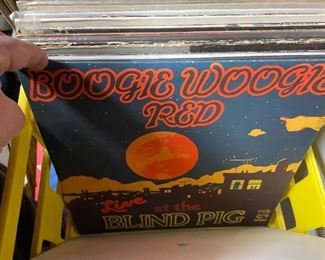 BOOGIE WOOGIE
RED
Live at the
BLIND PIG